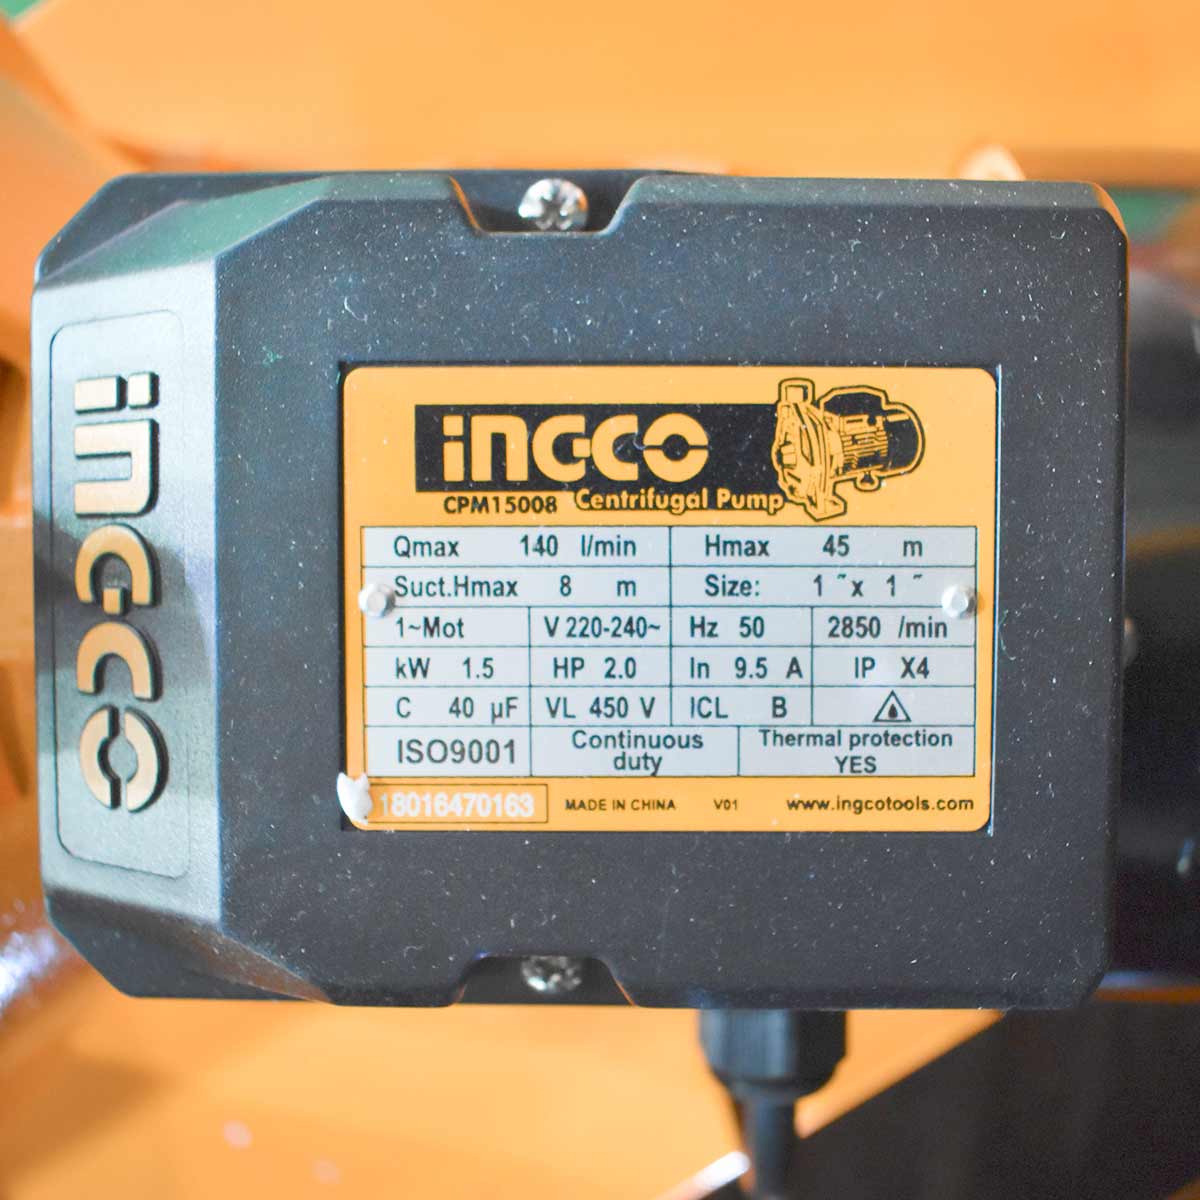 iNGCO
iNGCO
CPM15008 Centrifugal Pump
Qmax 140 l/min Hmax 45 m
Suct.Hmax 8 m Size: 1 ˝ x 1 ˝
1~Mot V 220-240~ Hz 50 2850 /min
kW 1.5 HP 2.0 In 9.5 A IP X4
C 40 µF VL 450 V ICL B
ISO9001 Continuous duty Thermal protection YES
18016470163 MADE IN CHINA V01 www.ingcotools.com